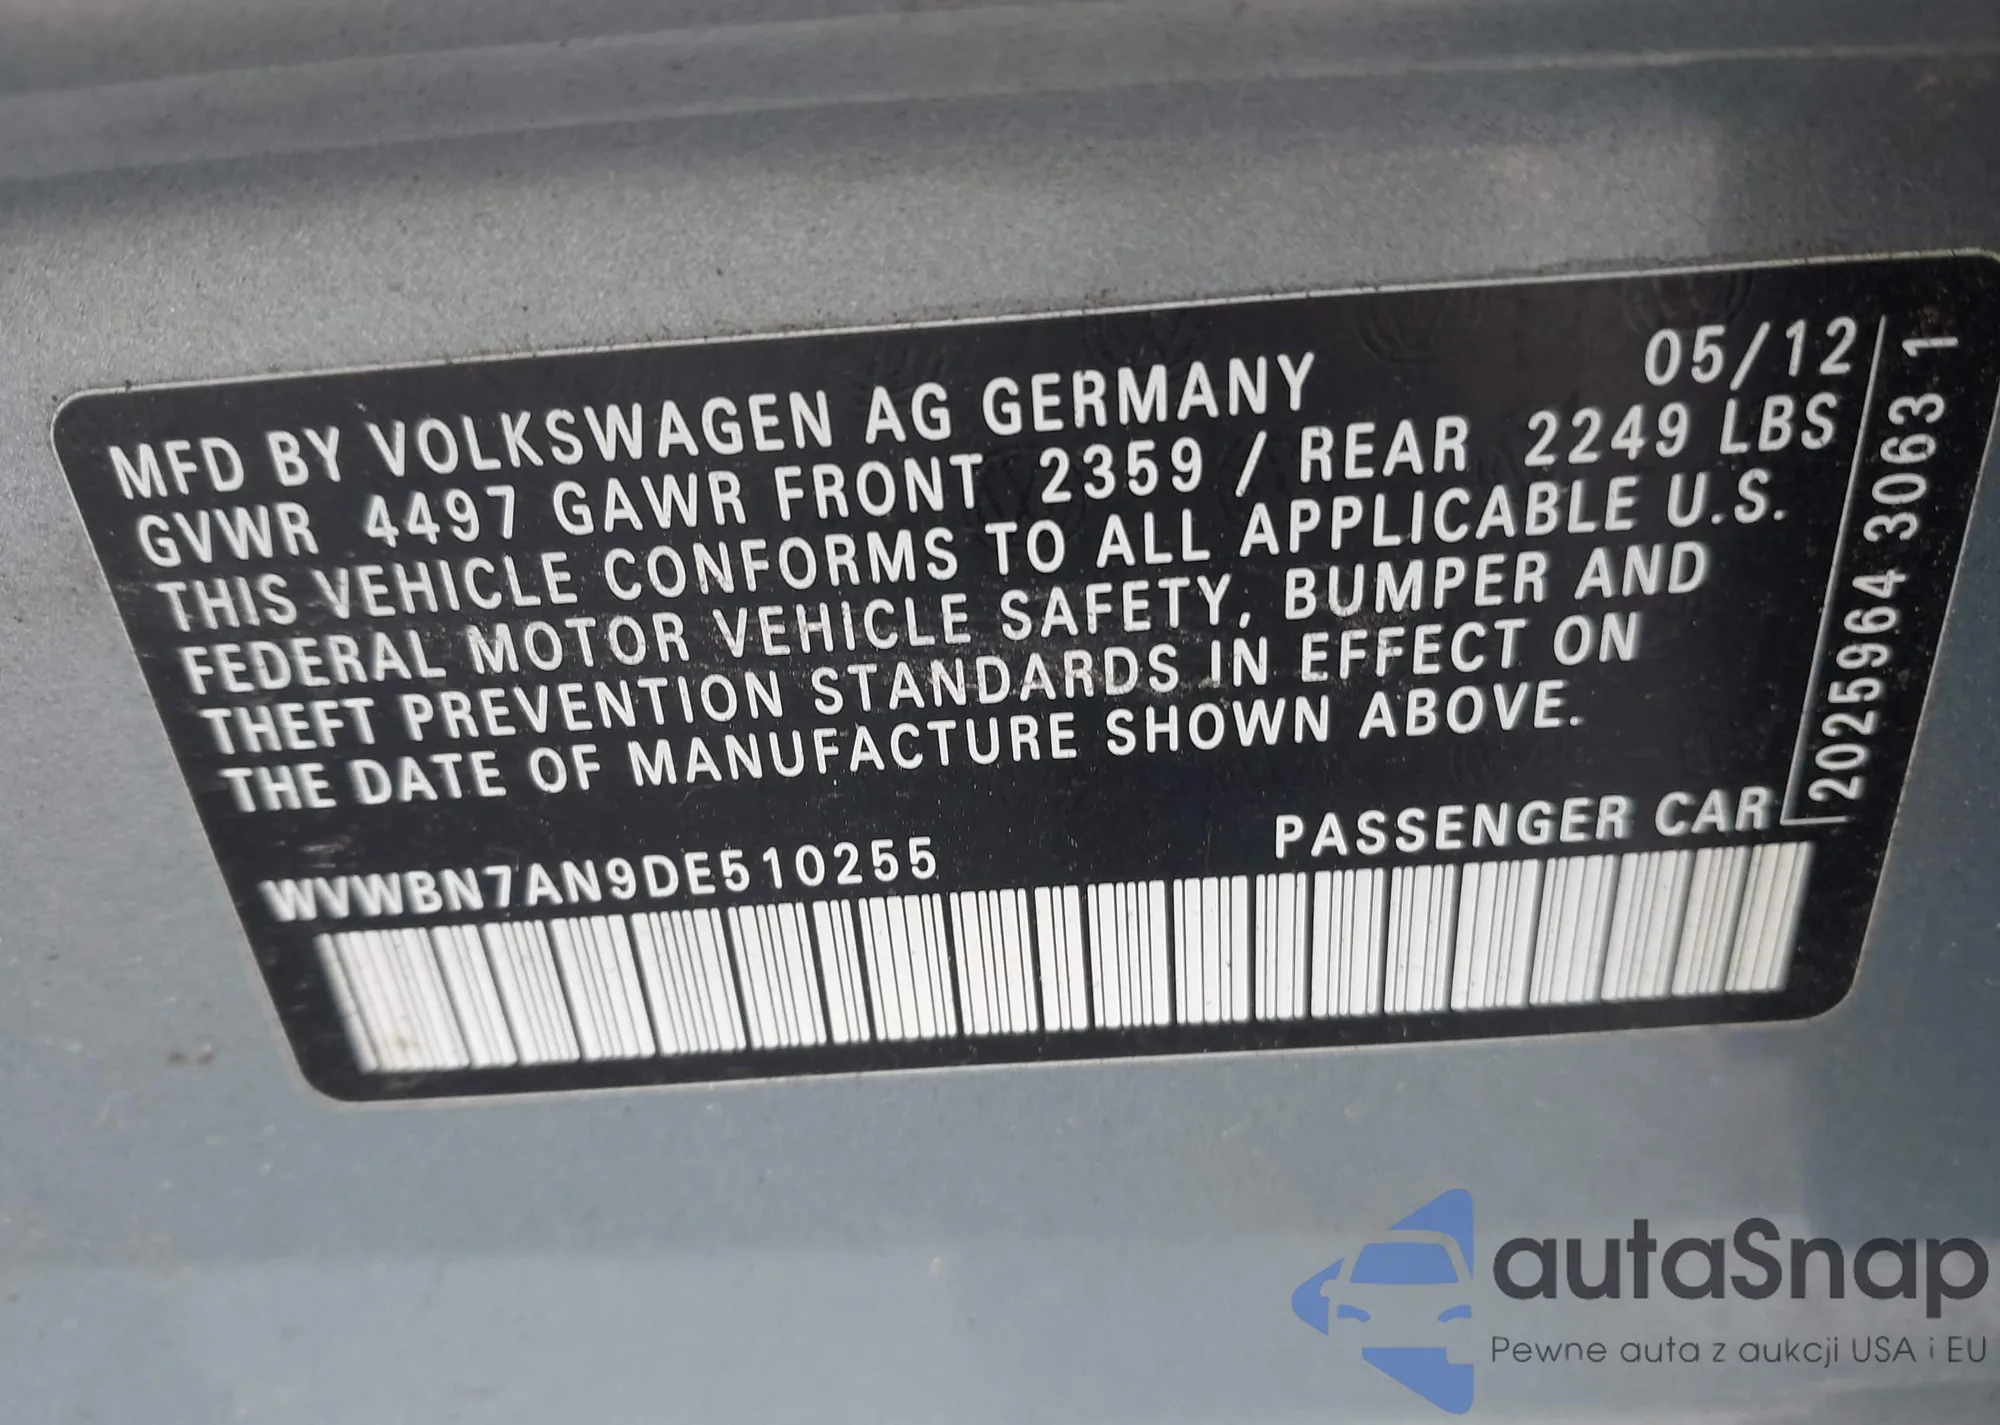 05/12
MFD BY VOLKSWAGEN AG GERMANY
GVWR 4497 GAWR FRONT 2359 / REAR 2249 LBS
THIS VEHICLE CONFORMS TO ALL APPLICABLE U.S.
FEDERAL MOTOR VEHICLE SAFETY, BUMPER AND
THEFT PREVENTION STANDARDS IN EFFECT ON
THE DATE OF MANUFACTURE SHOWN ABOVE.
WVWBN7AN9DE510255 PASSENGER CAR
2025964 3063 1
autaSnap
Pewne auta z aukcji USA i EU